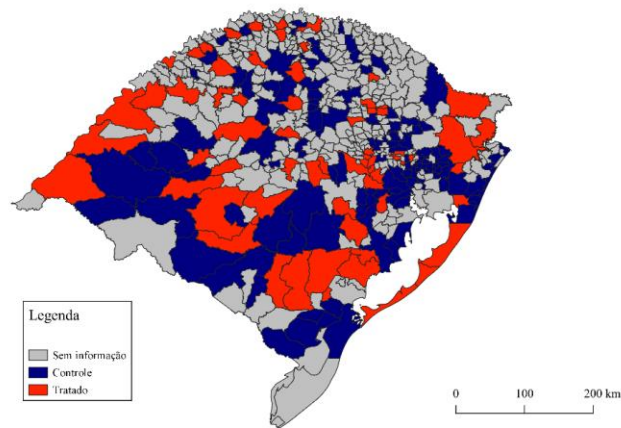 Legenda
Sem informação
Controle
Tratado
0 100 200 km